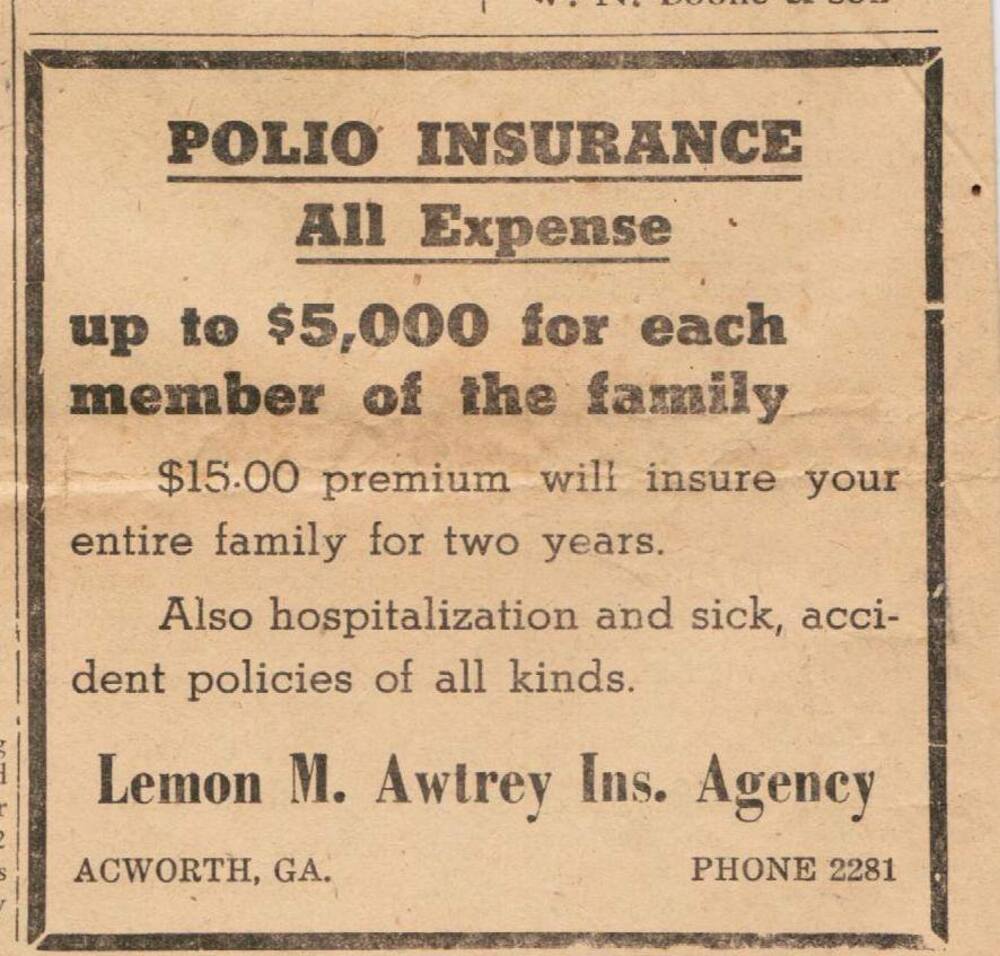 POLIO INSURANCE
All Expense
up to $5,000 for each
member of the family
$15.00 premium will insure your
entire family for two years.
Also hospitalization and sick, acci-
dent policies of all kinds.
Lemon M. Awtrey Ins. Agency
ACWORTH, GA. PHONE 2281